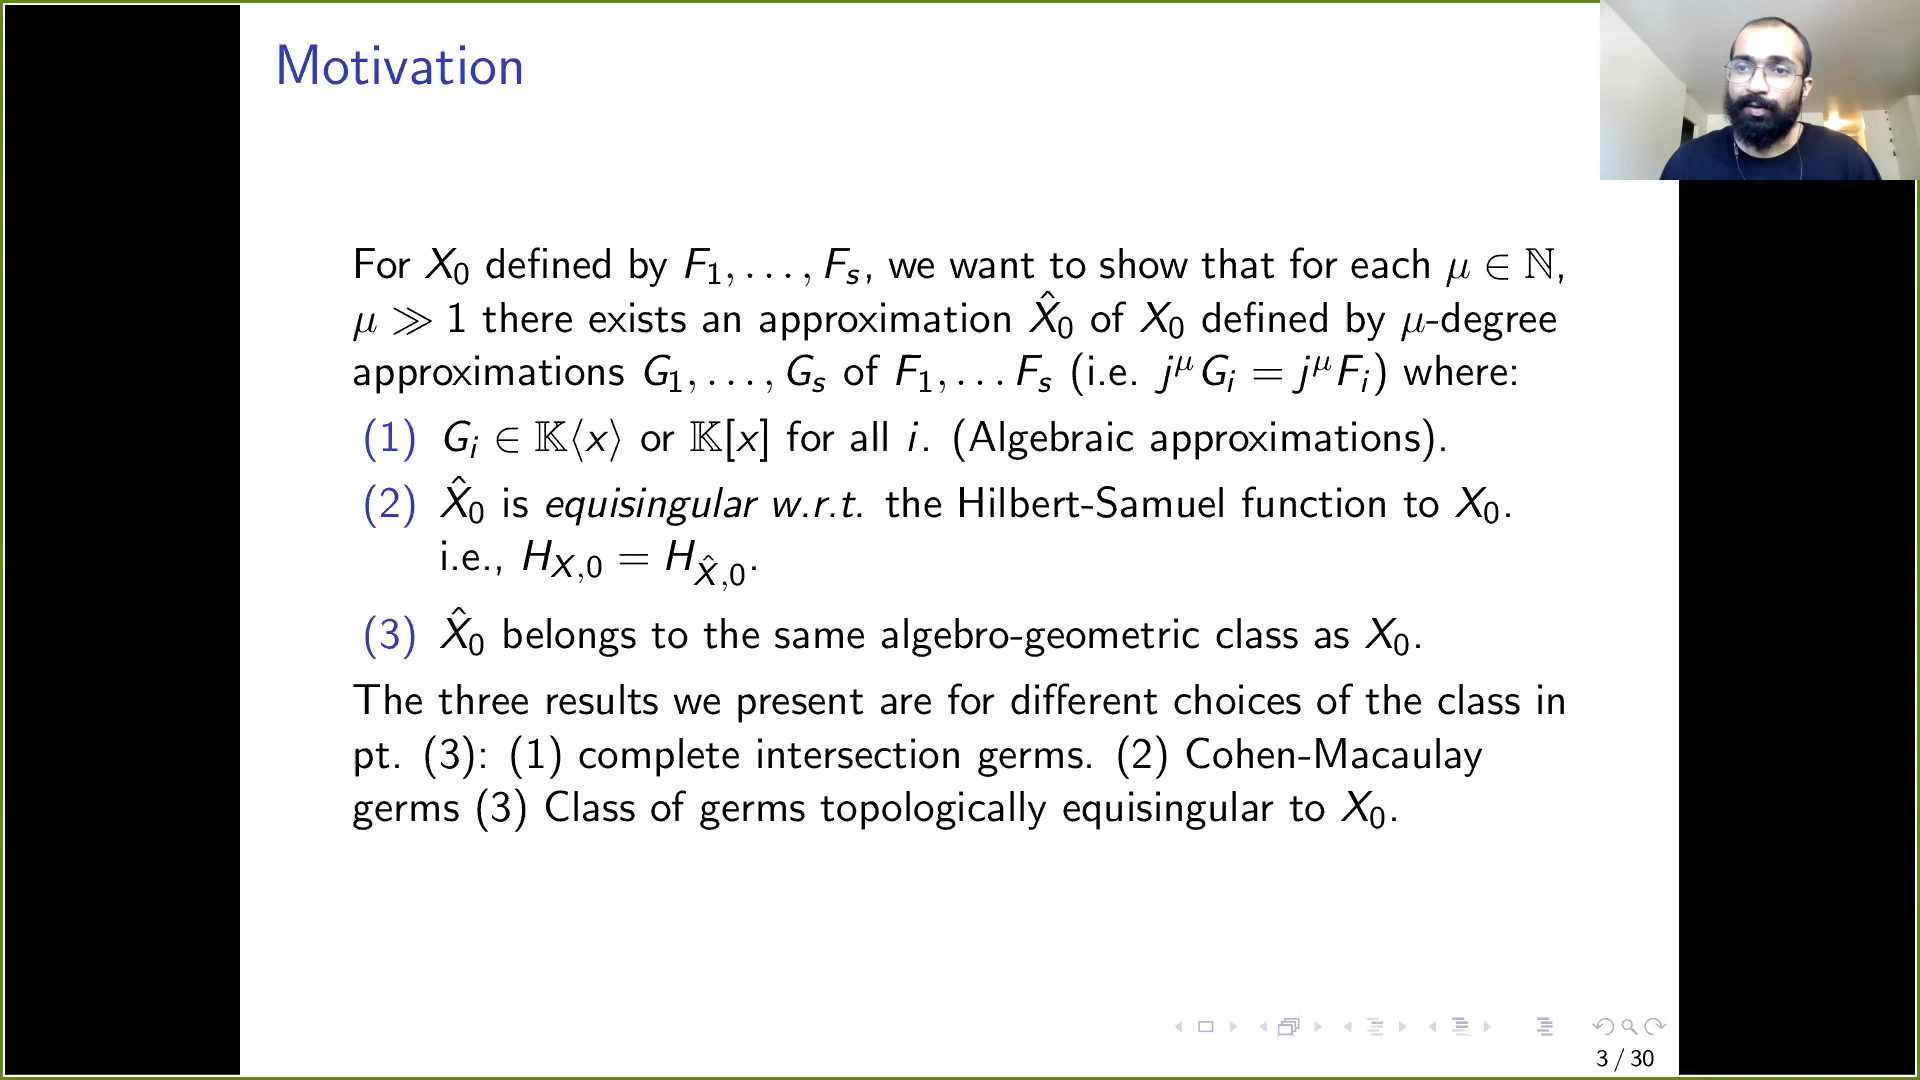 Motivation
For X₀ defined by F₁, . . . , Fₛ, we want to show that for each μ ∈ ℕ,
μ ≫ 1 there exists an approximation X̂₀ of X₀ defined by μ-degree
approximations G₁, . . . , Gₛ of F₁, . . . Fₛ (i.e. j^μ Gᵢ = j^μ Fᵢ) where:
(1) Gᵢ ∈ 𝕂⟨x⟩ or 𝕂[x] for all i. (Algebraic approximations).
(2) X̂₀ is equisingular w.r.t. the Hilbert-Samuel function to X₀.
i.e., H_{X,0} = H_{X̂,0}.
(3) X̂₀ belongs to the same algebro-geometric class as X₀.
The three results we present are for different choices of the class in
pt. (3): (1) complete intersection germs. (2) Cohen-Macaulay
germs (3) Class of germs topologically equisingular to X₀.
3 / 30